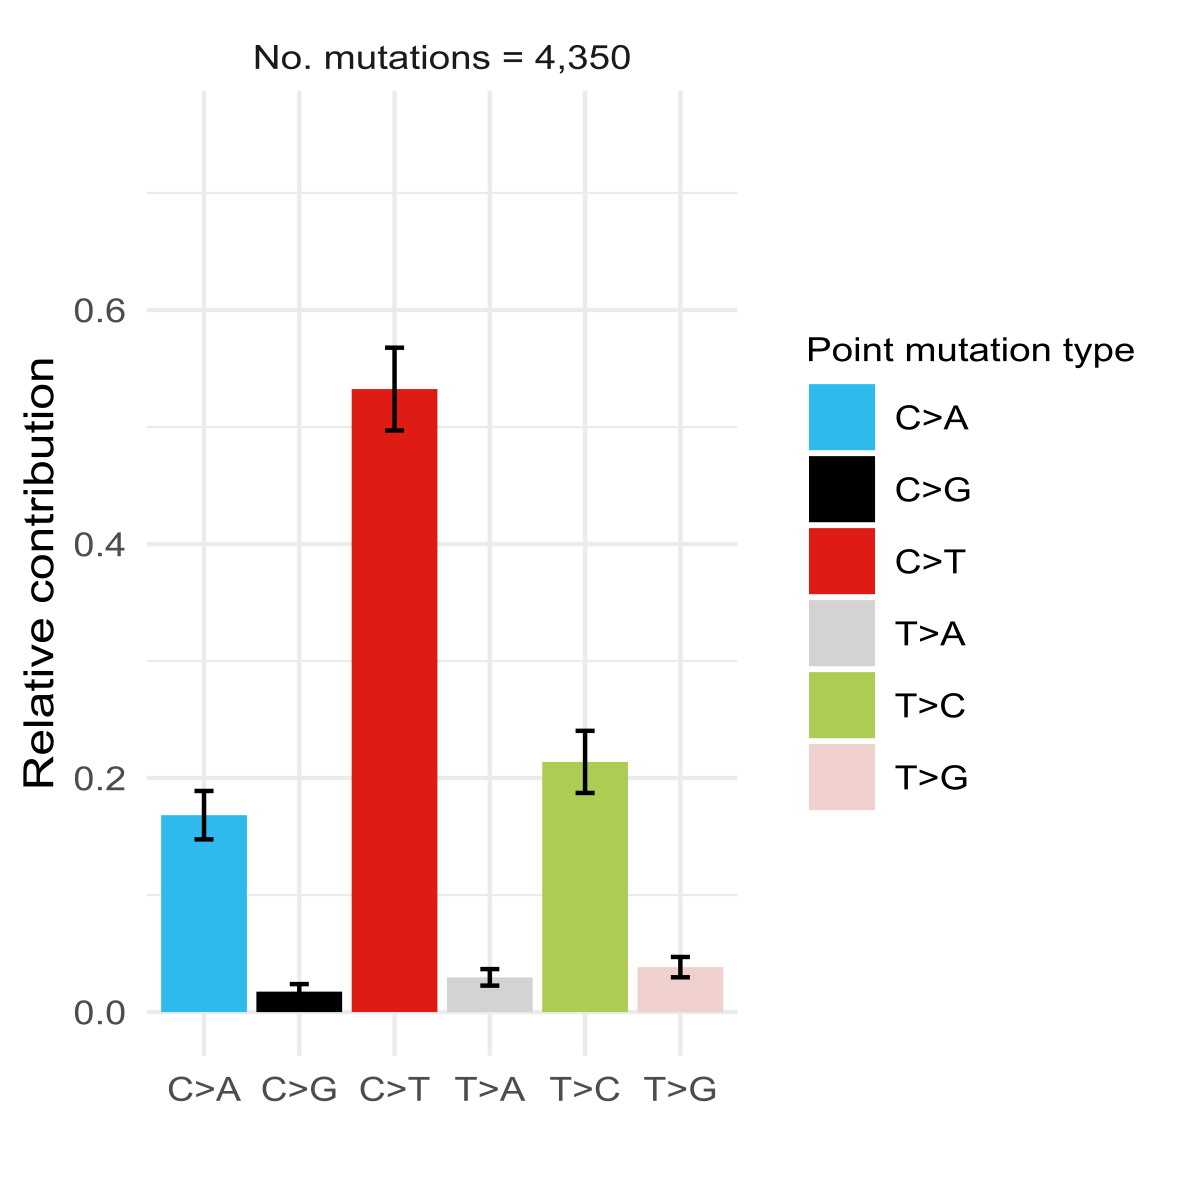 No. mutations = 4,350
Relative contribution
0.6
0.4
0.2
0.0
C>A C>G C>T T>A T>C T>G
Point mutation type
C>A
C>G
C>T
T>A
T>C
T>G